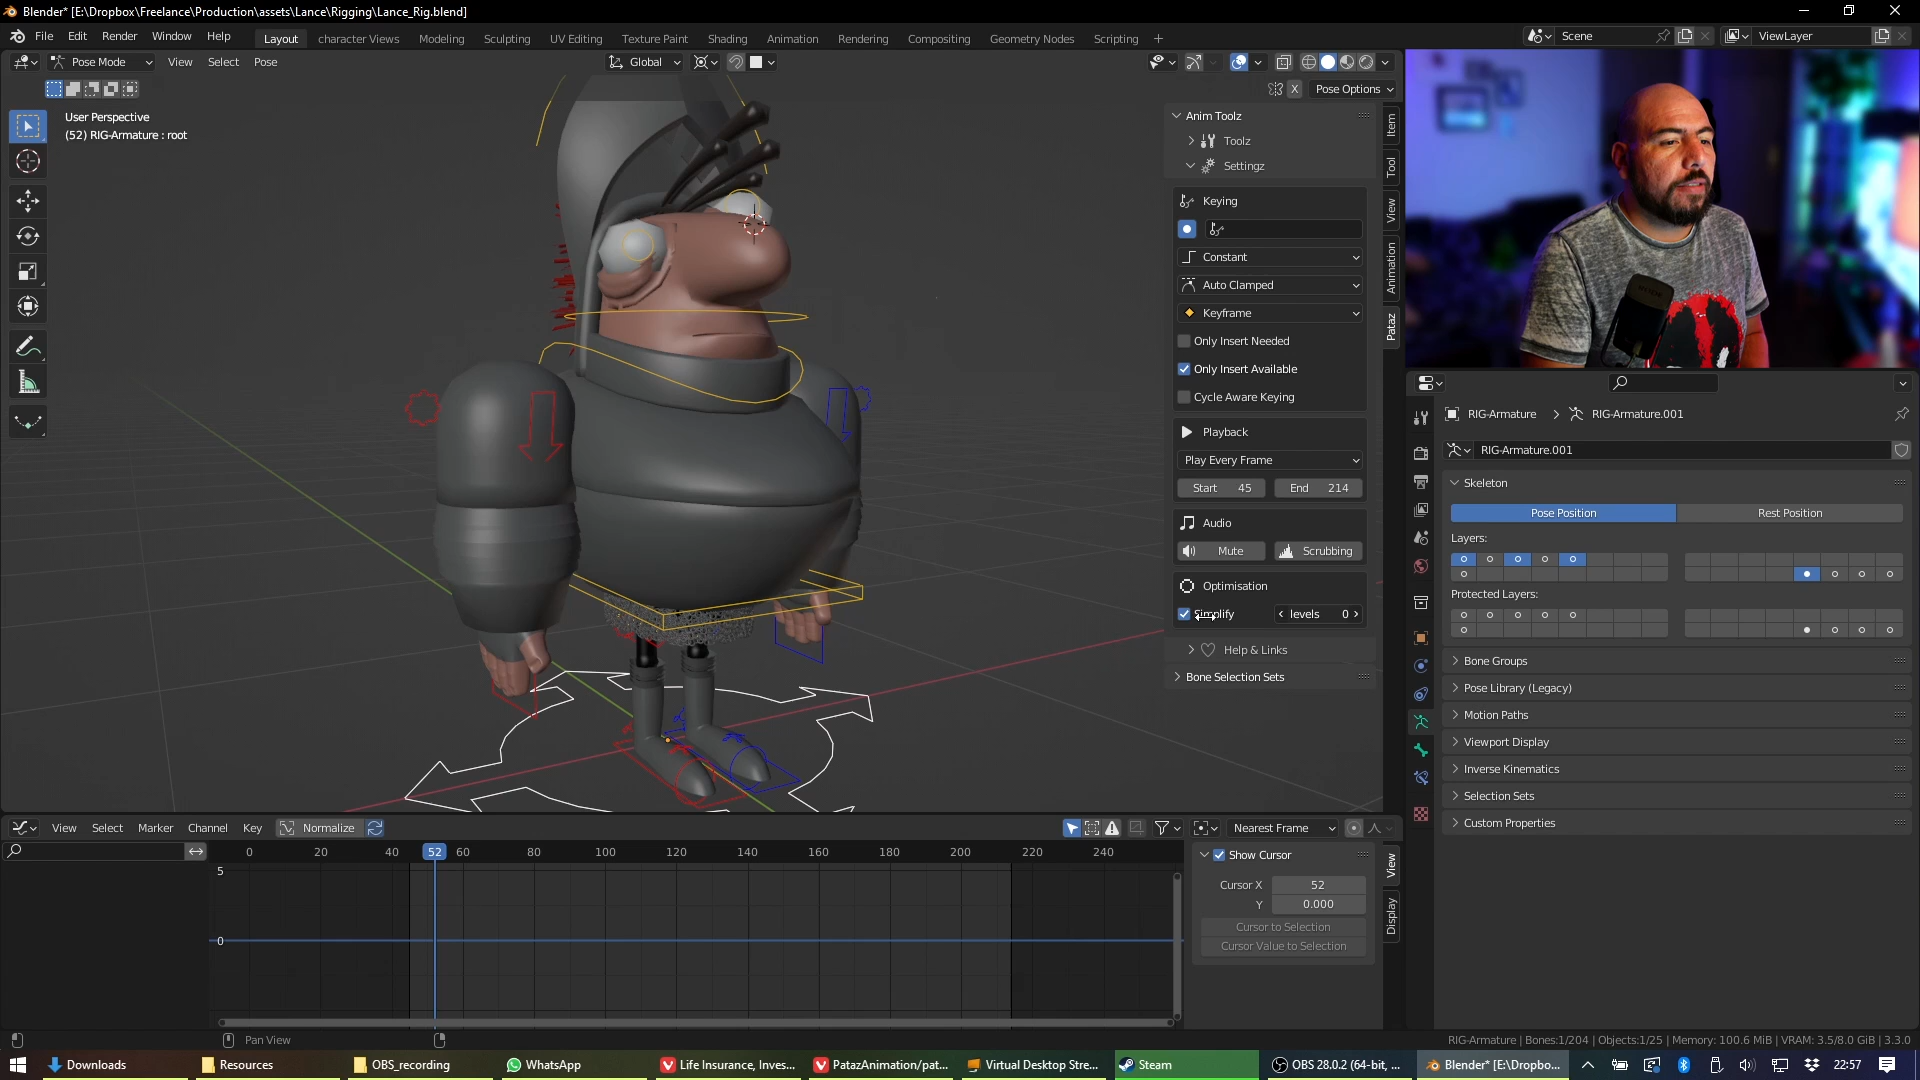 Blender* [E:\Dropbox\Freelance\Production\assets\Lance\Rigging\Lance_Rig.blend]
File Edit Render Window Help Layout character Views Modeling Sculpting UV Editing Texture Paint Shading Animation Rendering Compositing Geometry Nodes Scripting + Scene ViewLayer
Pose Mode View Select Pose Global
X Pose Options
User Perspective
(52) RIG-Armature : root
Anim Toolz
Toolz
Settingz
Keying
Constant
Auto Clamped
Keyframe
Only Insert Needed
Only Insert Available
Cycle Aware Keying
Playback
Play Every Frame
Start 45 End 214
Audio
Mute Scrubbing
Optimisation
Simplify levels 0
Help & Links
Bone Selection Sets
Item
Tool
View
Animation
Pataz
RIG-Armature > RIG-Armature.001
RIG-Armature.001
Skeleton
Pose Position Rest Position
Layers:
Protected Layers:
Bone Groups
Pose Library (Legacy)
Motion Paths
Viewport Display
Inverse Kinematics
Selection Sets
Custom Properties
View Select Marker Channel Key Normalize Nearest Frame
0 20 40 52 60 80 100 120 140 160 180 200 220 240
5
0
Show Cursor
Cursor X 52
Y 0.000
Cursor to Selection
Cursor Value to Selection
View
Display
Pan View
RIG-Armature | Bones:1/204 | Objects:1/25 | Memory: 100.6 MiB | VRAM: 3.5/8.0 GiB | 3.3.0
Downloads Resources OBS_recording WhatsApp Life Insurance, Inves... PatazAnimation/pat... Virtual Desktop Stre... Steam OBS 28.0.2 (64-bit, ... Blender* [E:\Dropbo... 22:57